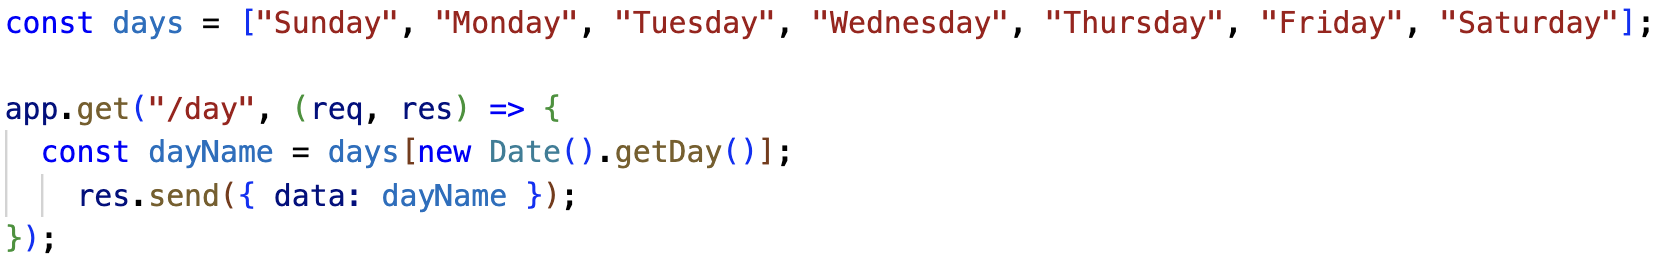 const days = ["Sunday", "Monday", "Tuesday", "Wednesday", "Thursday", "Friday", "Saturday"];
app.get("/day", (req, res) => {
  const dayName = days[new Date().getDay()];
    res.send({ data: dayName });
});